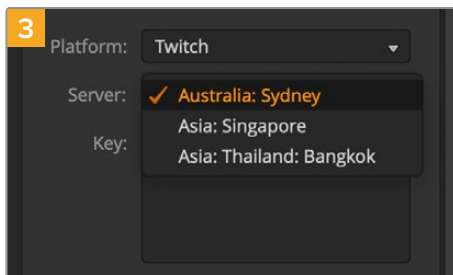 3
Platform: Twitch
Server: Australia: Sydney
Asia: Singapore
Key:
Asia: Thailand: Bangkok